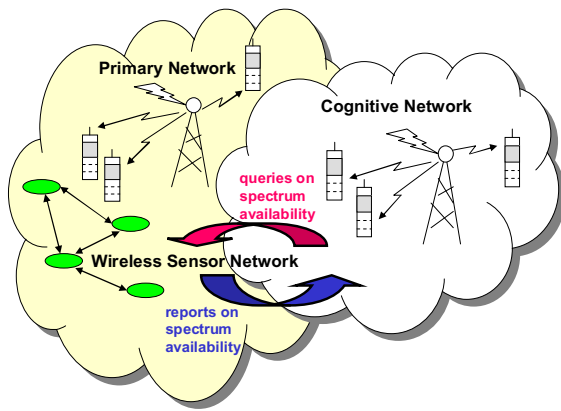 Primary Network
Cognitive Network
queries on
spectrum
availability
Wireless Sensor Network
reports on
spectrum
availability